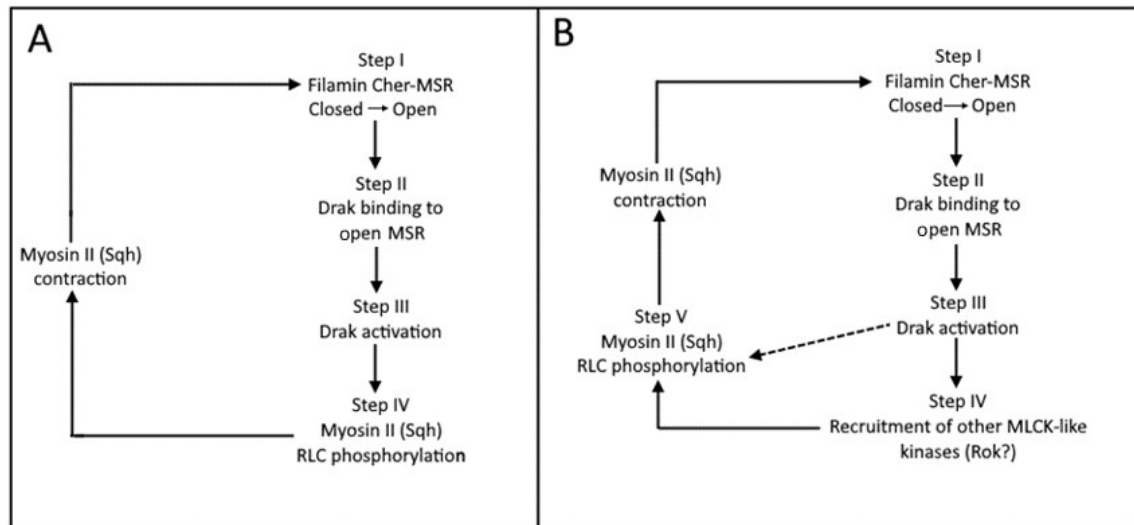 A
Step I
Filamin Cher-MSR
Closed → Open
Step II
Drak binding to
open MSR
Step III
Drak activation
Step IV
Myosin II (Sqh)
RLC phosphorylation
Myosin II (Sqh)
contraction
B
Step I
Filamin Cher-MSR
Closed → Open
Step II
Drak binding to
open MSR
Step III
Drak activation
Step IV
Recruitment of other MLCK-like
kinases (Rok?)
Step V
Myosin II (Sqh)
RLC phosphorylation
Myosin II (Sqh)
contraction